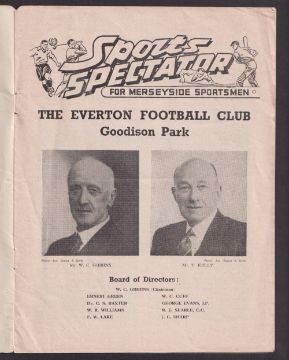 Sports
SPECTATOR
FOR MERSEYSIDE SPORTSMEN
THE EVERTON FOOTBALL CLUB
Goodison Park
Mr. W. C. GIBBINS
Mr. T. KELLY
Board of Directors:
W. C. GIBBINS (Chairman)
ERNEST GREEN
W. C. CUFF
Dr. C. S. BAXTER
GEORGE EVANS, J.P.
W. R. WILLIAMS
R. E. SEARLE, C.C.
F. W. LAKE
J. C. SHARP